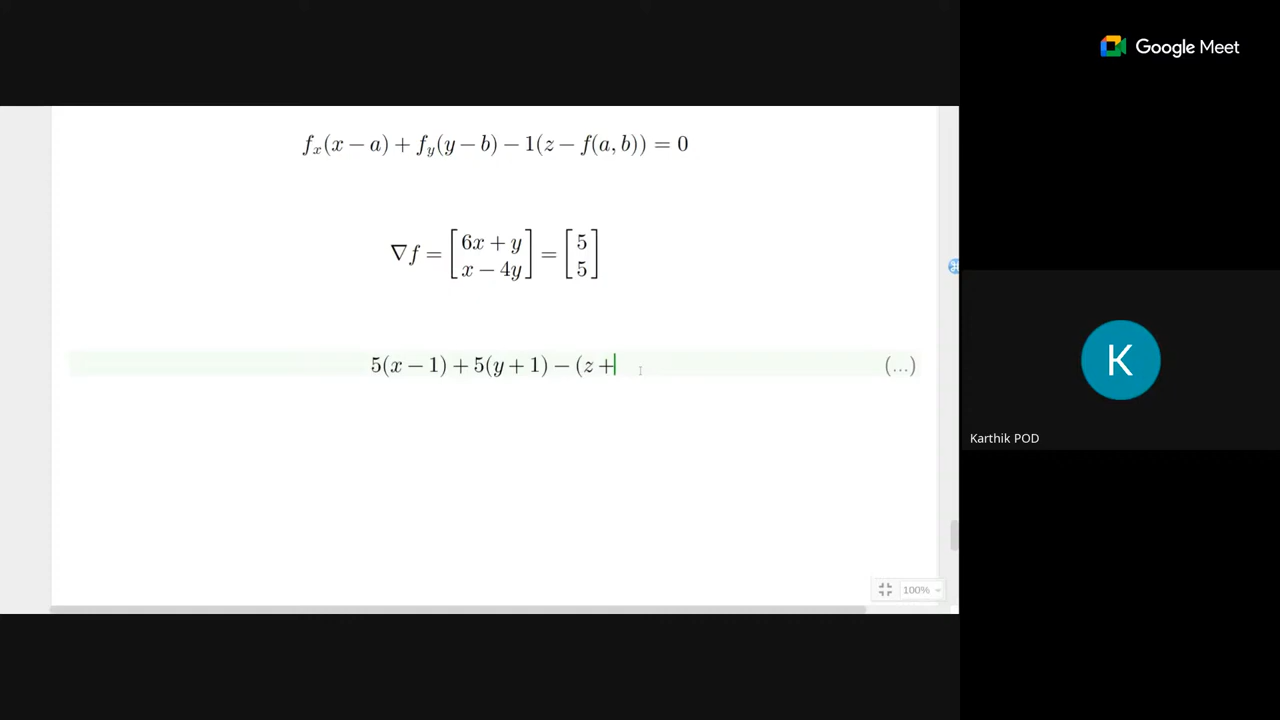 Google Meet
f_x(x − a) + f_y(y − b) − 1(z − f(a, b)) = 0
∇f = [6x + y; x − 4y] = [5; 5]
5(x − 1) + 5(y + 1) − (z + (...)
Karthik POD
K
100%